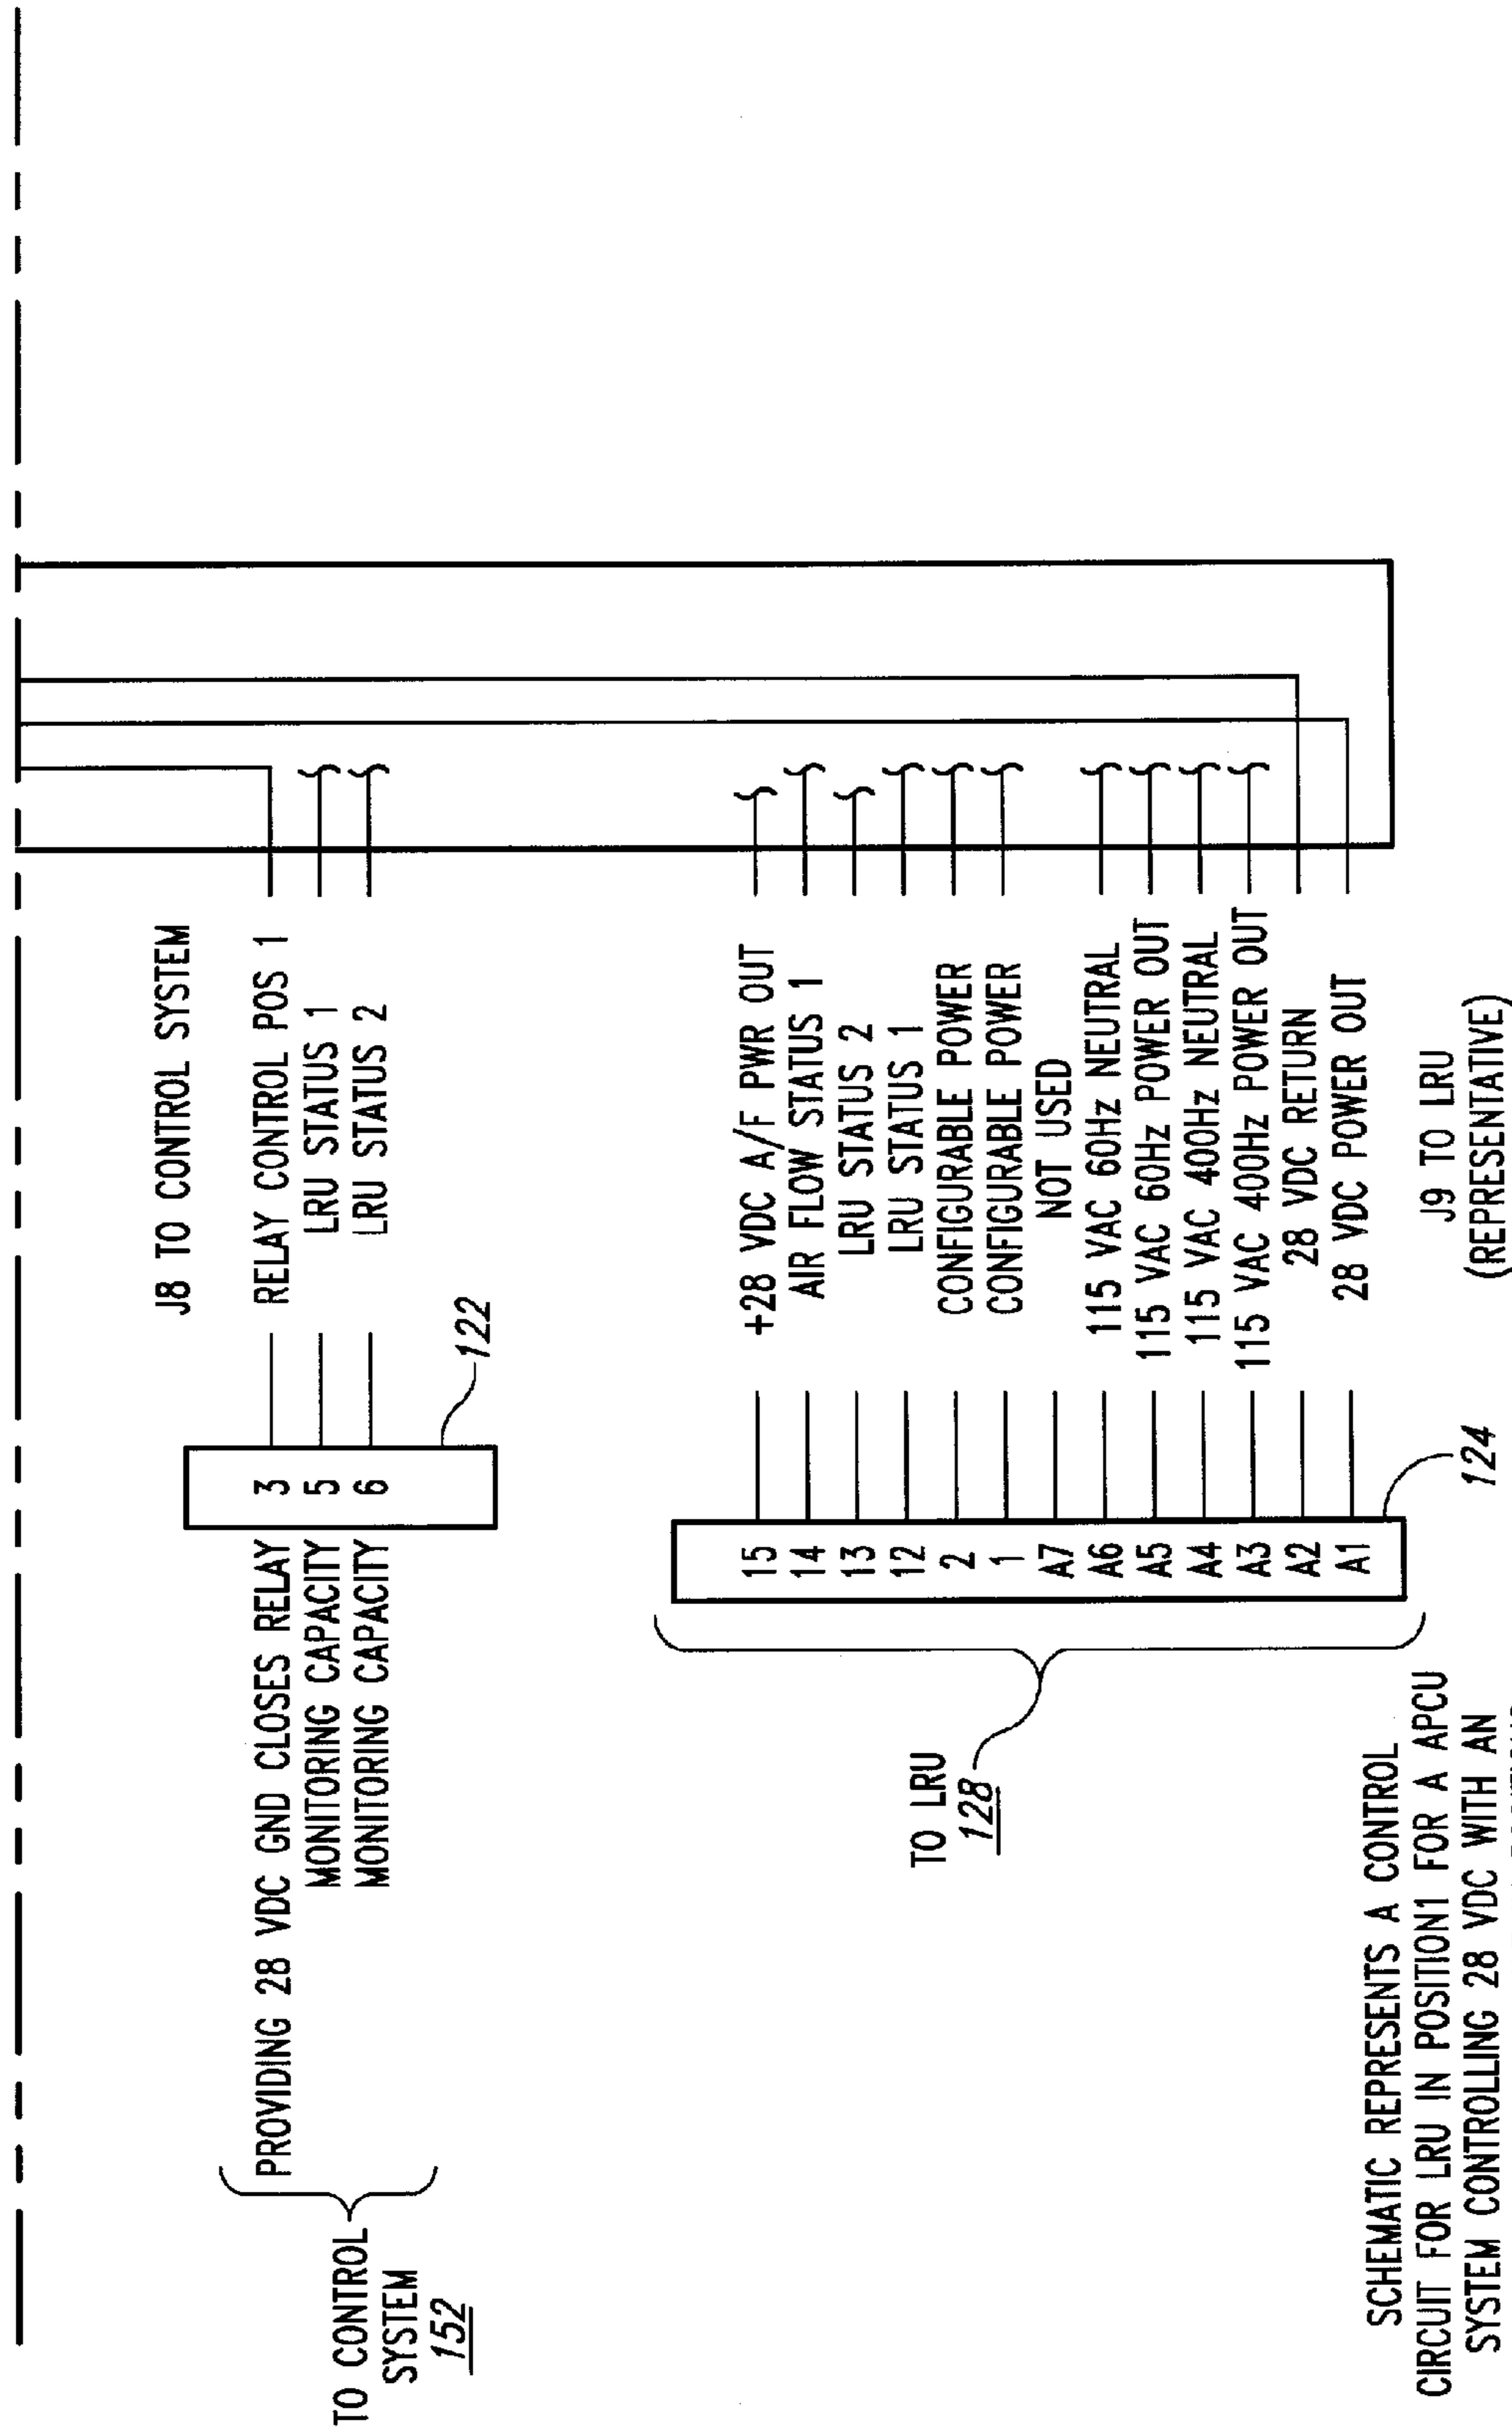 J8 TO CONTROL SYSTEM
TO CONTROL
SYSTEM
152
PROVIDING 28 VDC GND CLOSES RELAY
MONITORING CAPACITY
MONITORING CAPACITY
3
5
6
RELAY CONTROL POS 1
LRU STATUS 1
LRU STATUS 2
122
TO LRU
128
15
14
13
12
2
1
A7
A6
A5
A4
A3
A2
A1
+28 VDC A/F PWR OUT
AIR FLOW STATUS 1
LRU STATUS 2
LRU STATUS 1
CONFIGURABLE POWER
CONFIGURABLE POWER
NOT USED
115 VAC 60Hz NEUTRAL
115 VAC 60Hz POWER OUT
115 VAC 400Hz NEUTRAL
115 VAC 400Hz POWER OUT
28 VDC RETURN
28 VDC POWER OUT
124
J9 TO LRU
(REPRESENTATIVE)
SCHEMATIC REPRESENTS A CONTROL
CIRCUIT FOR LRU IN POSITION1 FOR A APCU
SYSTEM CONTROLLING 28 VDC WITH AN